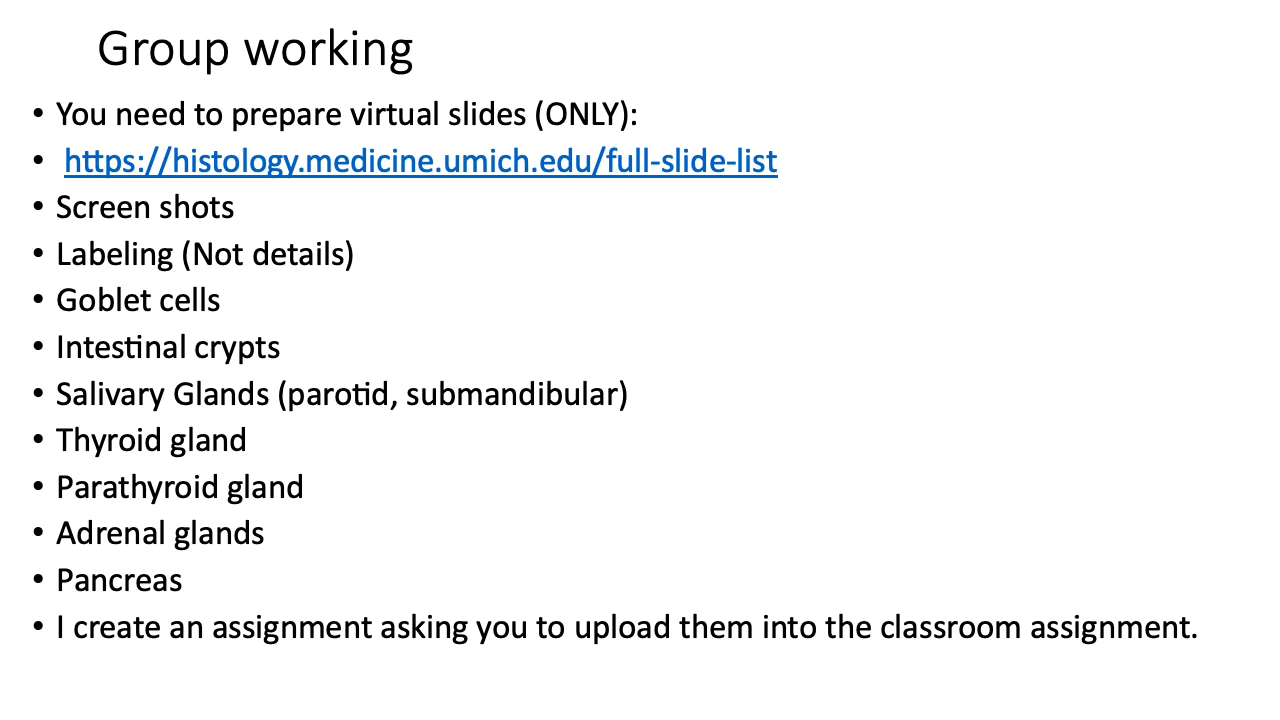 Group working
• You need to prepare virtual slides (ONLY):
• https://histology.medicine.umich.edu/full-slide-list
• Screen shots
• Labeling (Not details)
• Goblet cells
• Intestinal crypts
• Salivary Glands (parotid, submandibular)
• Thyroid gland
• Parathyroid gland
• Adrenal glands
• Pancreas
• I create an assignment asking you to upload them into the classroom assignment.